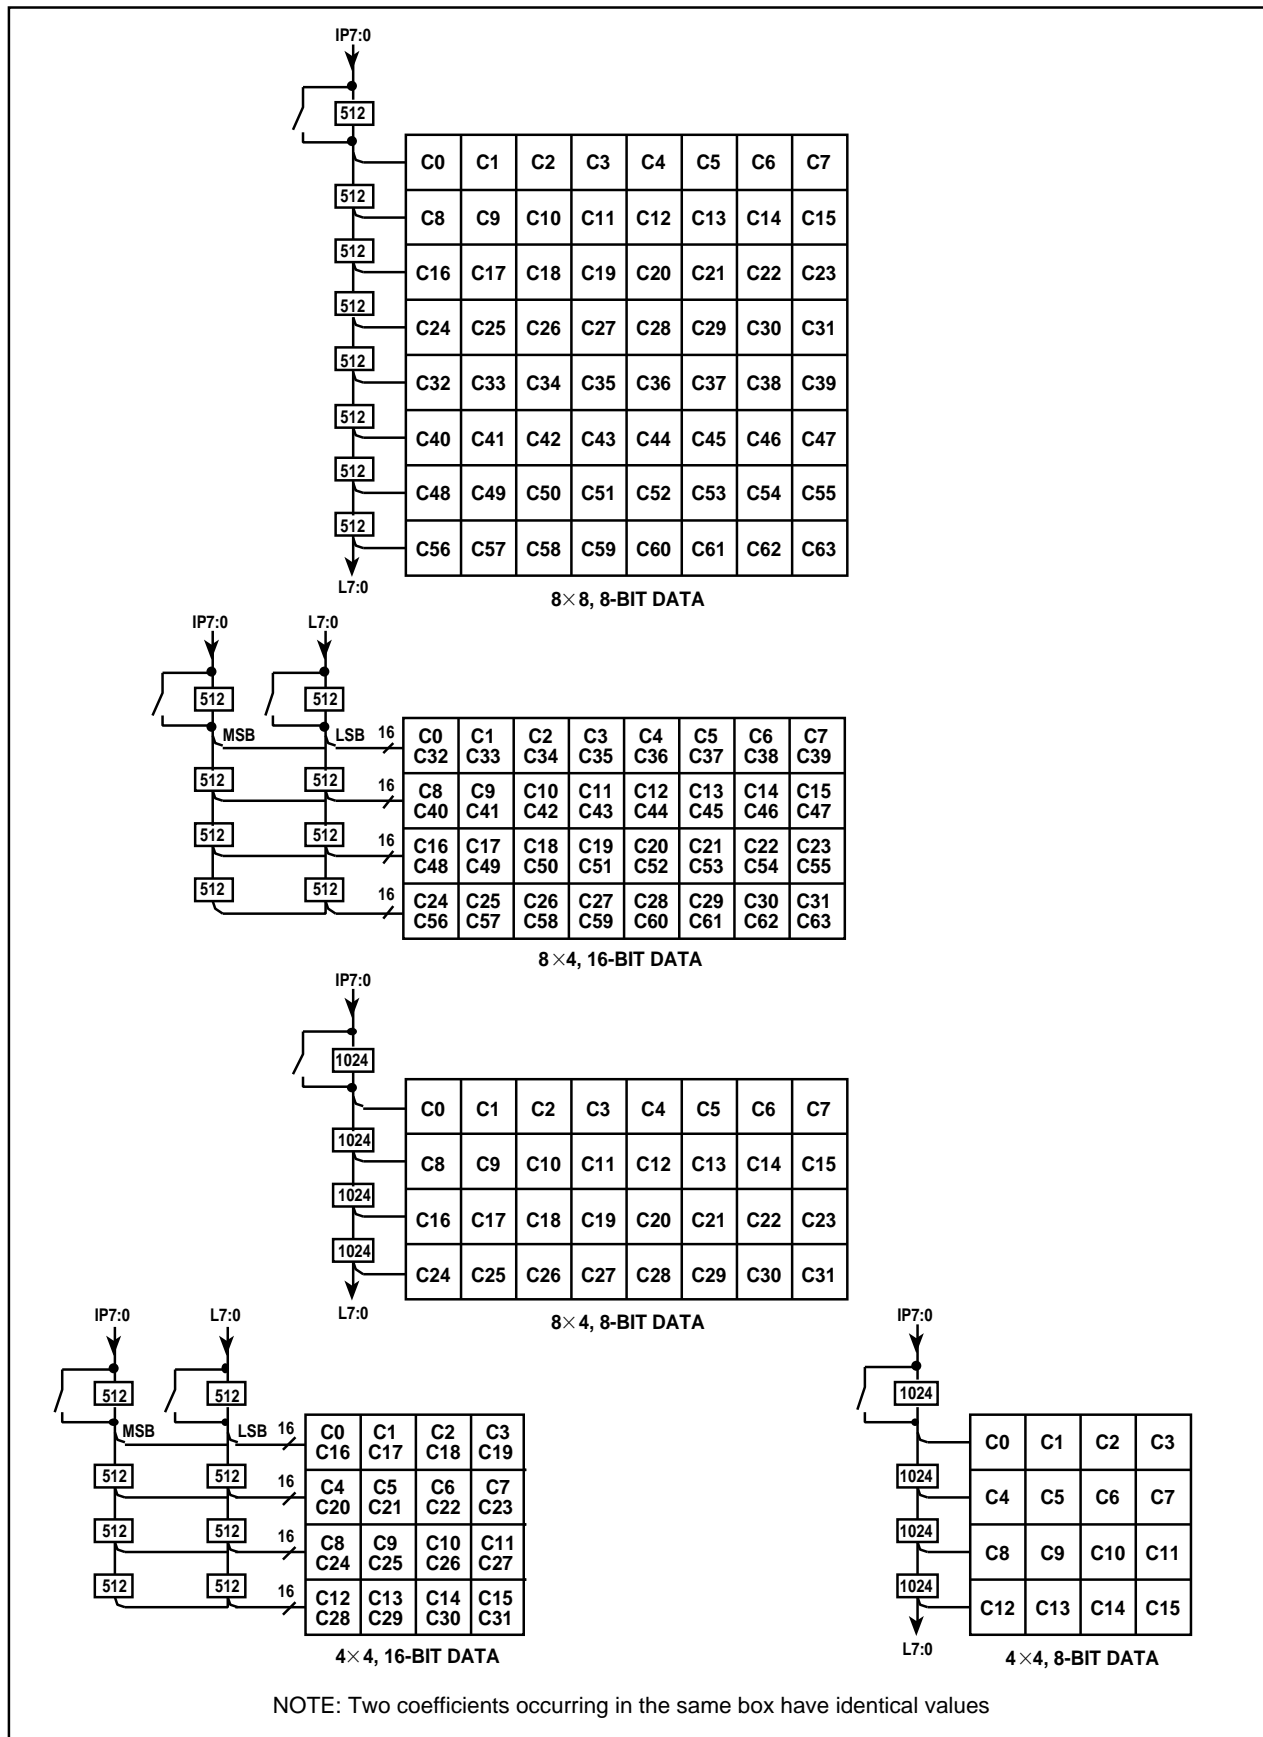 IP7:0
512
C0 C1 C2 C3 C4 C5 C6 C7
512
C8 C9 C10 C11 C12 C13 C14 C15
512
C16 C17 C18 C19 C20 C21 C22 C23
512
C24 C25 C26 C27 C28 C29 C30 C31
512
C32 C33 C34 C35 C36 C37 C38 C39
512
C40 C41 C42 C43 C44 C45 C46 C47
512
C48 C49 C50 C51 C52 C53 C54 C55
512
C56 C57 C58 C59 C60 C61 C62 C63
L7:0
8×8, 8-BIT DATA
IP7:0 L7:0
512 512
MSB LSB 16
C0 C1 C2 C3 C4 C5 C6 C7
C32 C33 C34 C35 C36 C37 C38 C39
512 512 16
C8 C9 C10 C11 C12 C13 C14 C15
C40 C41 C42 C43 C44 C45 C46 C47
512 512 16
C16 C17 C18 C19 C20 C21 C22 C23
C48 C49 C50 C51 C52 C53 C54 C55
512 512 16
C24 C25 C26 C27 C28 C29 C30 C31
C56 C57 C58 C59 C60 C61 C62 C63
8×4, 16-BIT DATA
IP7:0
1024
C0 C1 C2 C3 C4 C5 C6 C7
1024
C8 C9 C10 C11 C12 C13 C14 C15
1024
C16 C17 C18 C19 C20 C21 C22 C23
1024
C24 C25 C26 C27 C28 C29 C30 C31
L7:0
8×4, 8-BIT DATA
IP7:0 L7:0
512 512
MSB LSB 16
C0 C1 C2 C3
C16 C17 C18 C19
512 512 16
C4 C5 C6 C7
C20 C21 C22 C23
512 512 16
C8 C9 C10 C11
C24 C25 C26 C27
512 512 16
C12 C13 C14 C15
C28 C29 C30 C31
4×4, 16-BIT DATA
IP7:0
1024
C0 C1 C2 C3
1024
C4 C5 C6 C7
1024
C8 C9 C10 C11
1024
C12 C13 C14 C15
L7:0
4×4, 8-BIT DATA
NOTE: Two coefficients occurring in the same box have identical values